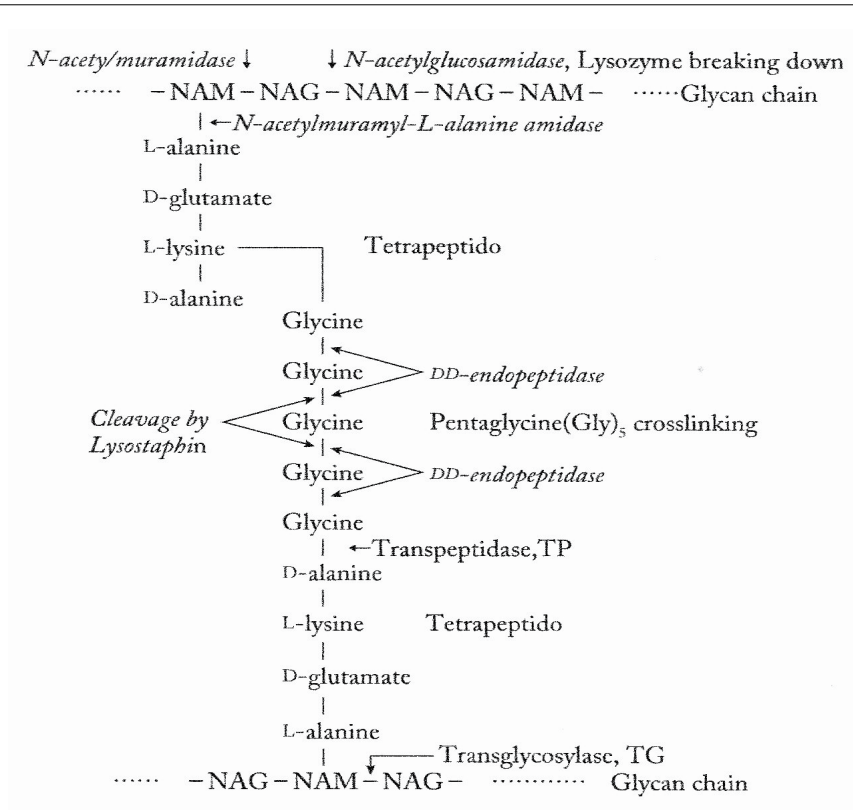 N-acety/muramidase ↓ ↓ N-acetylglucosamidase, Lysozyme breaking down
······ – NAM – NAG – NAM – NAG – NAM – ······Glycan chain
| ←N-acetylmuramyl-L-alanine amidase
L-alanine
|
D-glutamate
|
L-lysine Tetrapeptido
|
D-alanine
Glycine
|
Glycine DD-endopeptidase
|
Cleavage by Glycine Pentaglycine(Gly)₅ crosslinking
Lysostaphin |
Glycine DD-endopeptidase
|
Glycine
| ←Transpeptidase,TP
D-alanine
|
L-lysine Tetrapeptido
|
D-glutamate
|
L-alanine
| Transglycosylase, TG
······ – NAG – NAM – NAG – ············ Glycan chain